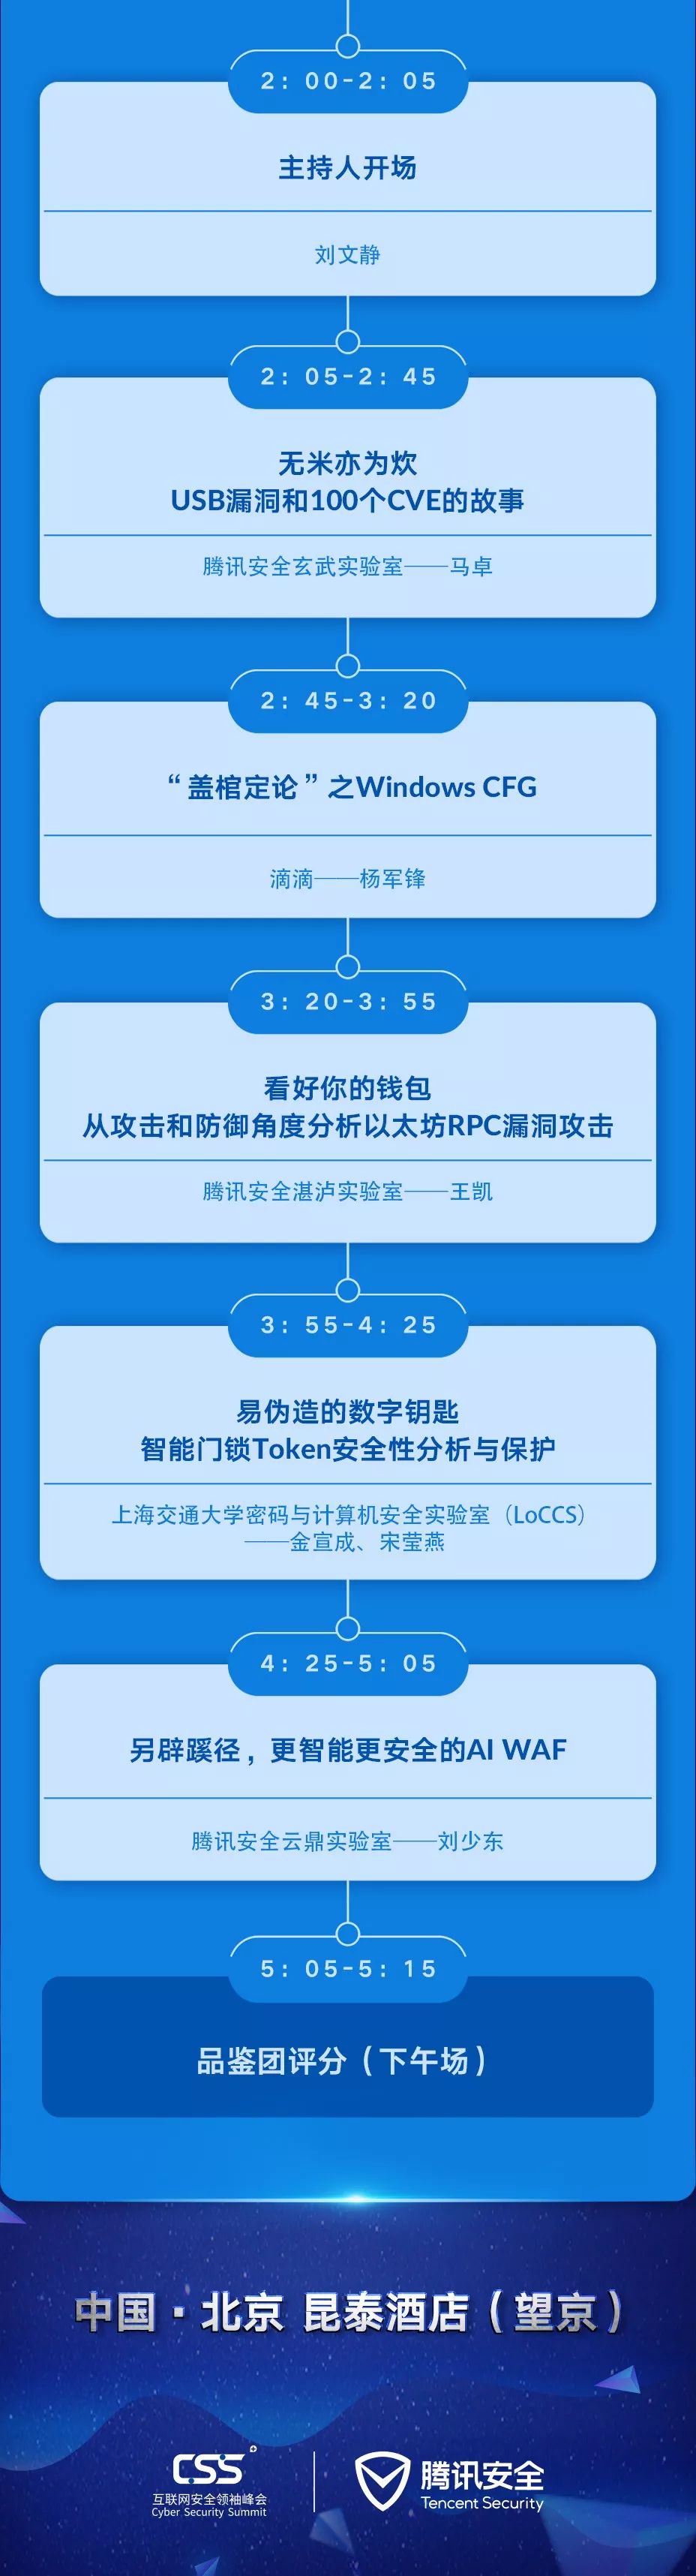 2：00-2：05
主持人开场
刘文静
2：05-2：45
无米亦为炊
USB漏洞和100个CVE的故事
腾讯安全玄武实验室——马卓
2：45-3：20
“盖棺定论”之Windows CFG
滴滴——杨军锋
3：20-3：55
看好你的钱包
从攻击和防御角度分析以太坊RPC漏洞攻击
腾讯安全湛泸实验室——王凯
3：55-4：25
易伪造的数字钥匙
智能门锁Token安全性分析与保护
上海交通大学密码与计算机安全实验室（LoCCS）
——金宣成、宋莹燕
4：25-5：05
另辟蹊径，更智能更安全的AI WAF
腾讯安全云鼎实验室——刘少东
5：05-5：15
品鉴团评分（下午场）
中国·北京 昆泰酒店（望京）
CSS
互联网安全领袖峰会
Cyber Security Summit
腾讯安全
Tencent Security